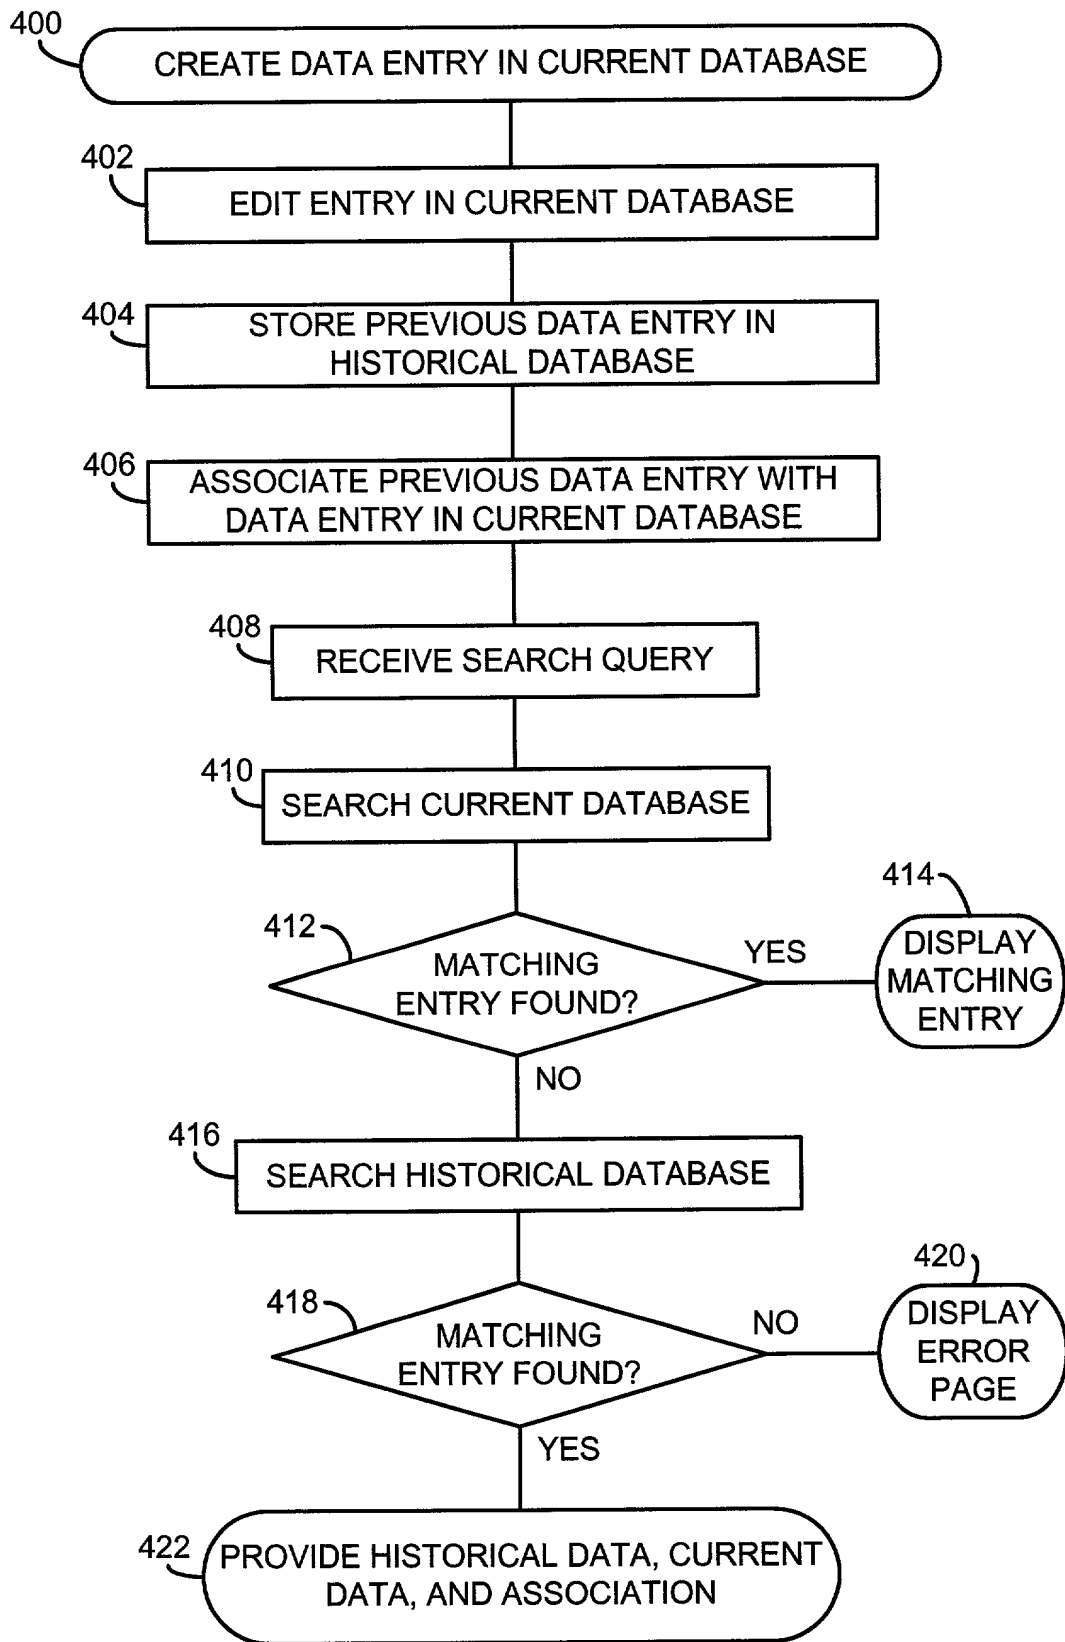 400
CREATE DATA ENTRY IN CURRENT DATABASE
402
EDIT ENTRY IN CURRENT DATABASE
404
STORE PREVIOUS DATA ENTRY IN
HISTORICAL DATABASE
406
ASSOCIATE PREVIOUS DATA ENTRY WITH
DATA ENTRY IN CURRENT DATABASE
408
RECEIVE SEARCH QUERY
410
SEARCH CURRENT DATABASE
412
MATCHING
ENTRY FOUND?
YES
414
DISPLAY
MATCHING
ENTRY
NO
416
SEARCH HISTORICAL DATABASE
418
MATCHING
ENTRY FOUND?
NO
420
DISPLAY
ERROR
PAGE
YES
422
PROVIDE HISTORICAL DATA, CURRENT
DATA, AND ASSOCIATION